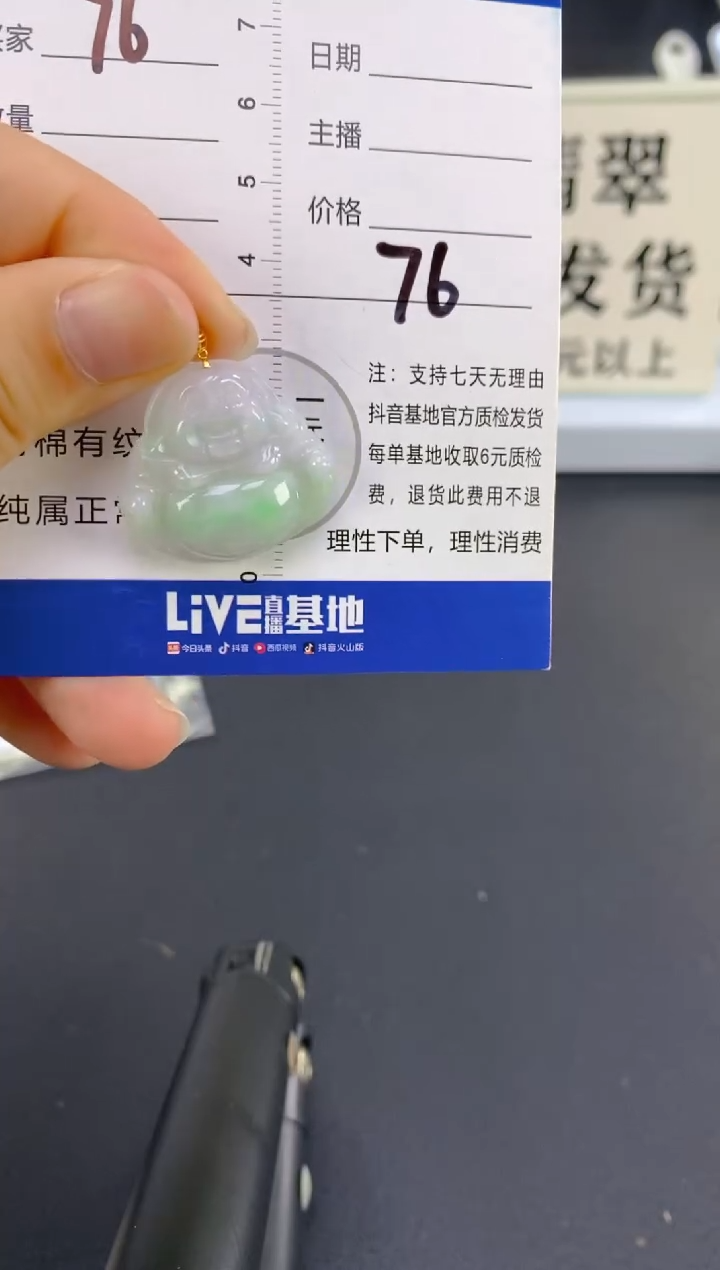 家 76
量
日期
主播
价格
76
7
6
5
4
0
注：支持七天无理由
抖音基地官方质检发货
每单基地收取6元质检
费，退货此费用不退
理性下单，理性消费
棉有纹
纯属正常
LiVE直播基地
今日头条 抖音 西瓜视频 抖音火山版
翡翠
发货
元以上